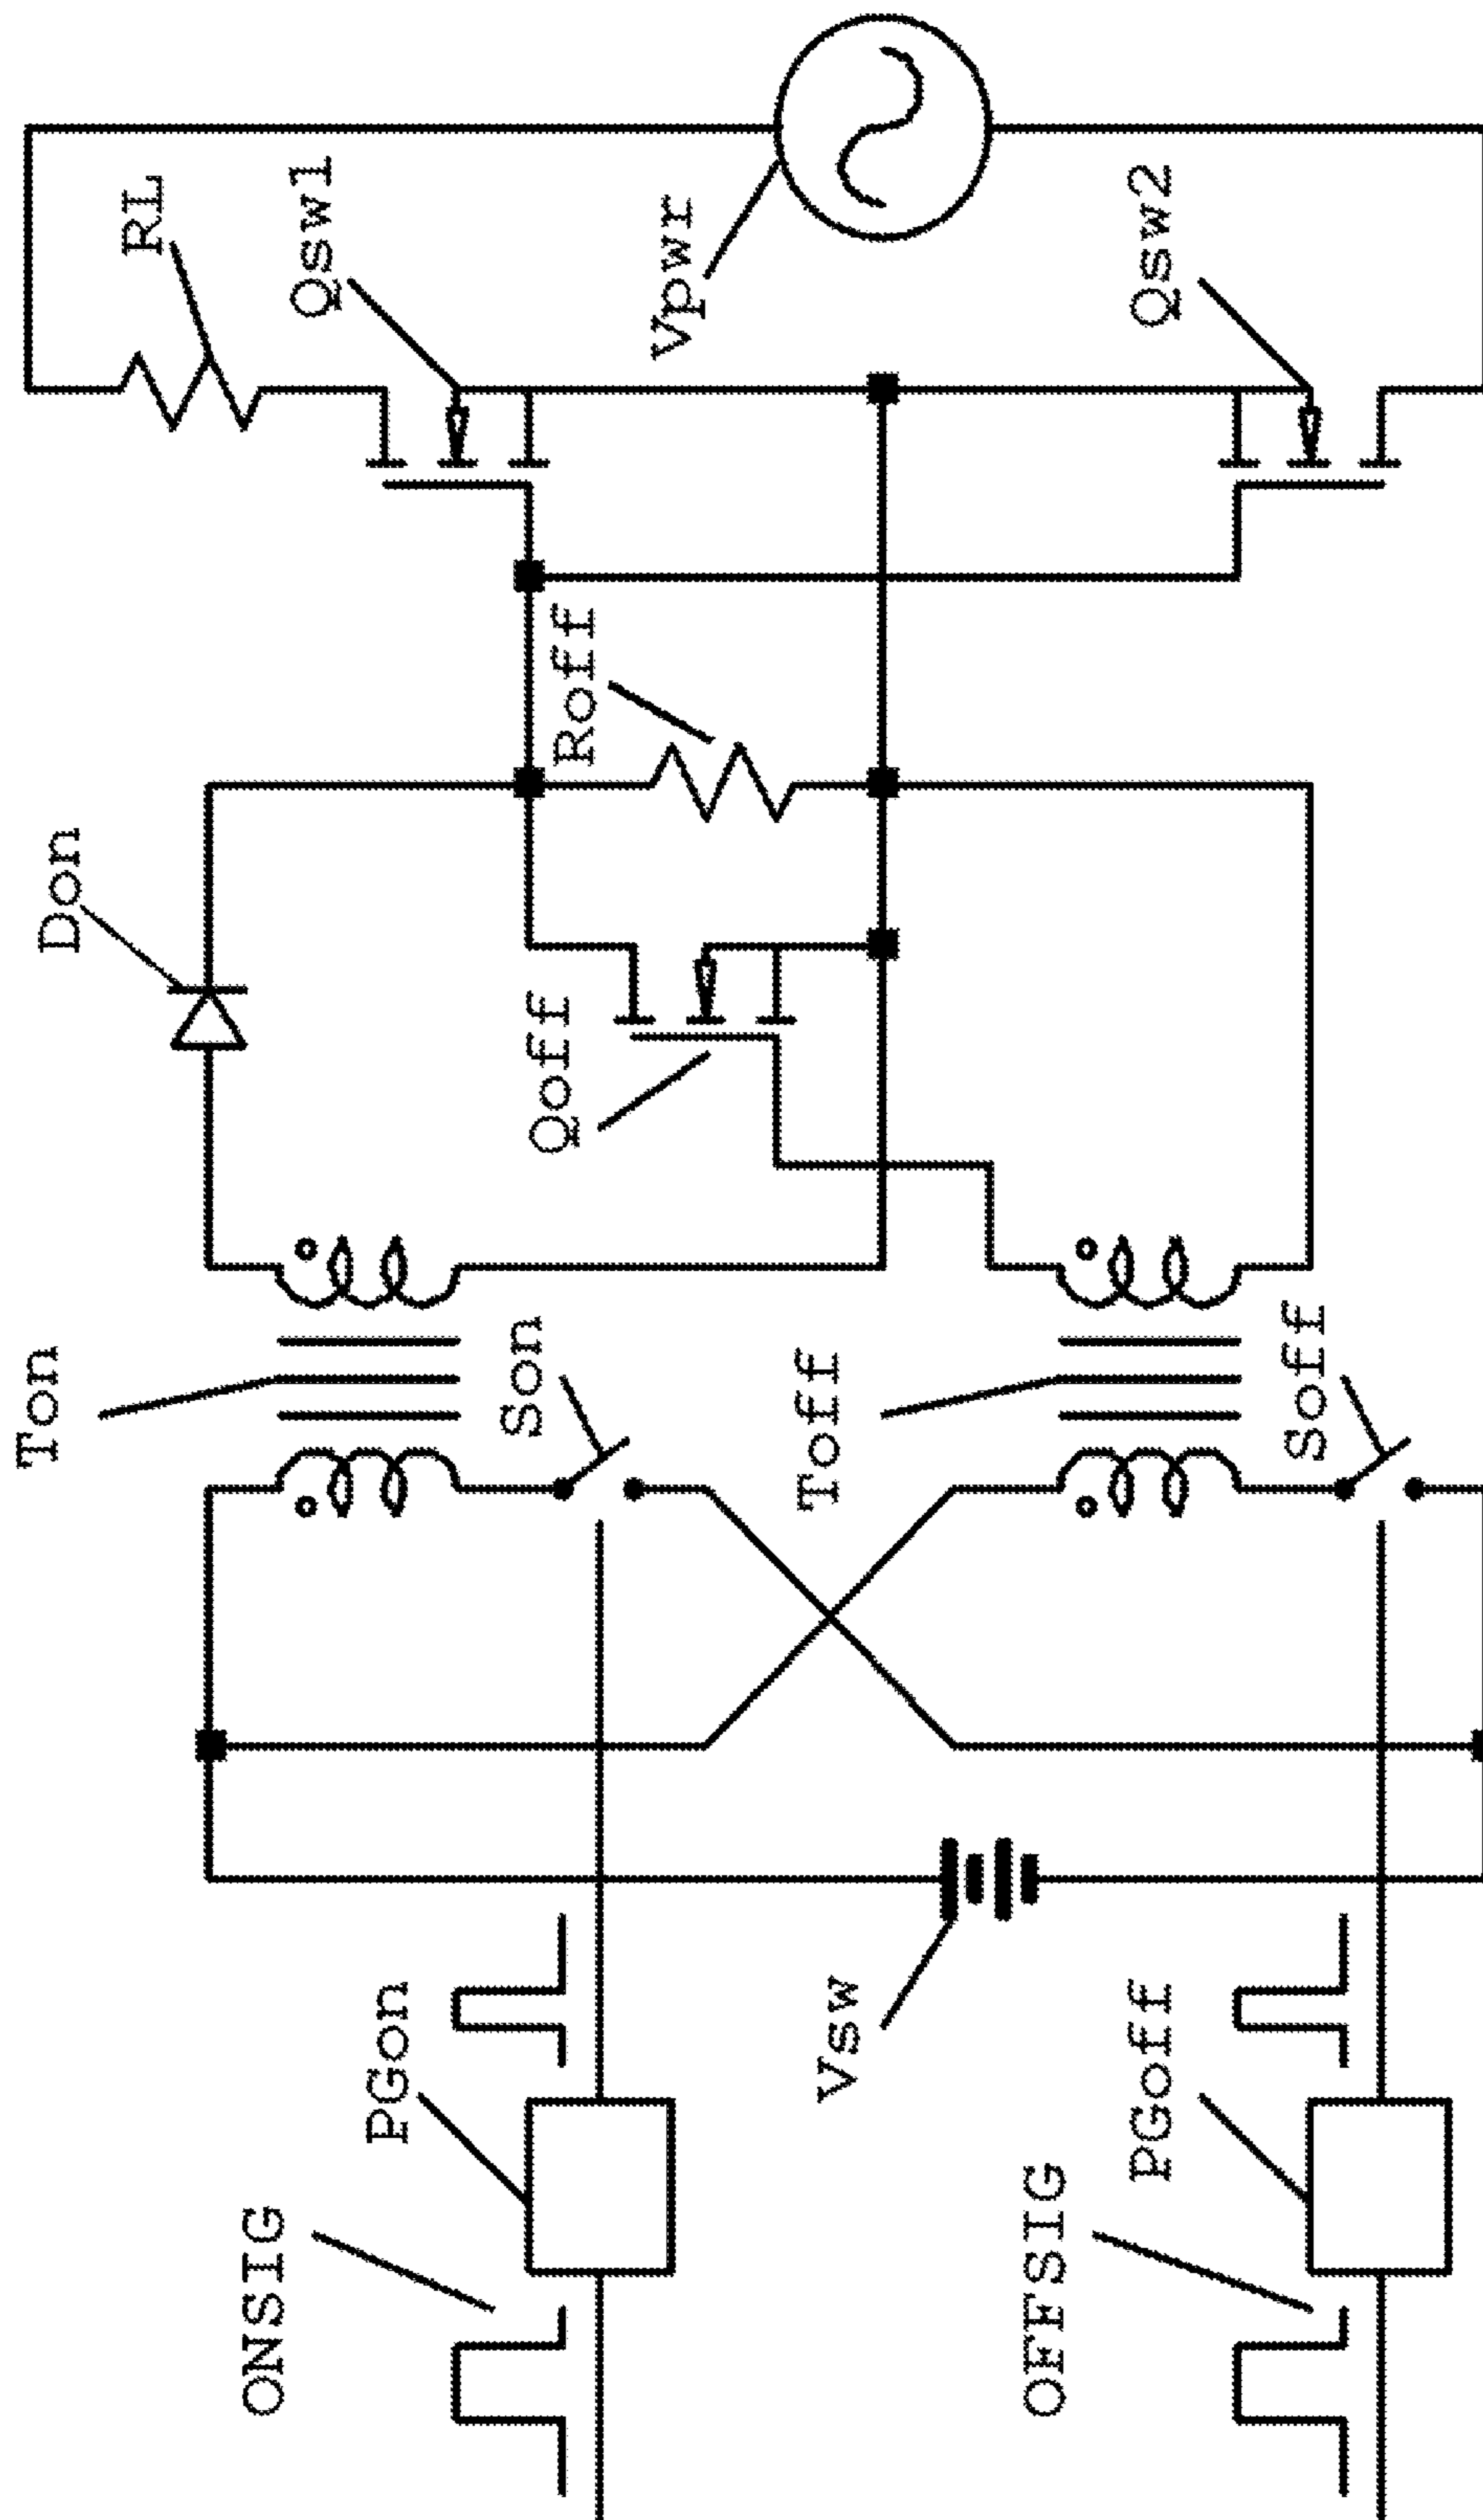 ONSIG
PGon
Ton
Son
Don
Qoff
Roff
RL
Qsw1
Vsw
Toff
Vpwr
OFFSIG
PGoff
Soff
Qsw2